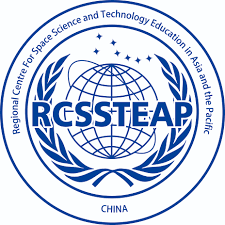 Regional Centre For Space Science and Technology Education in Asia and the Pacific
RCSSTEAP
CHINA